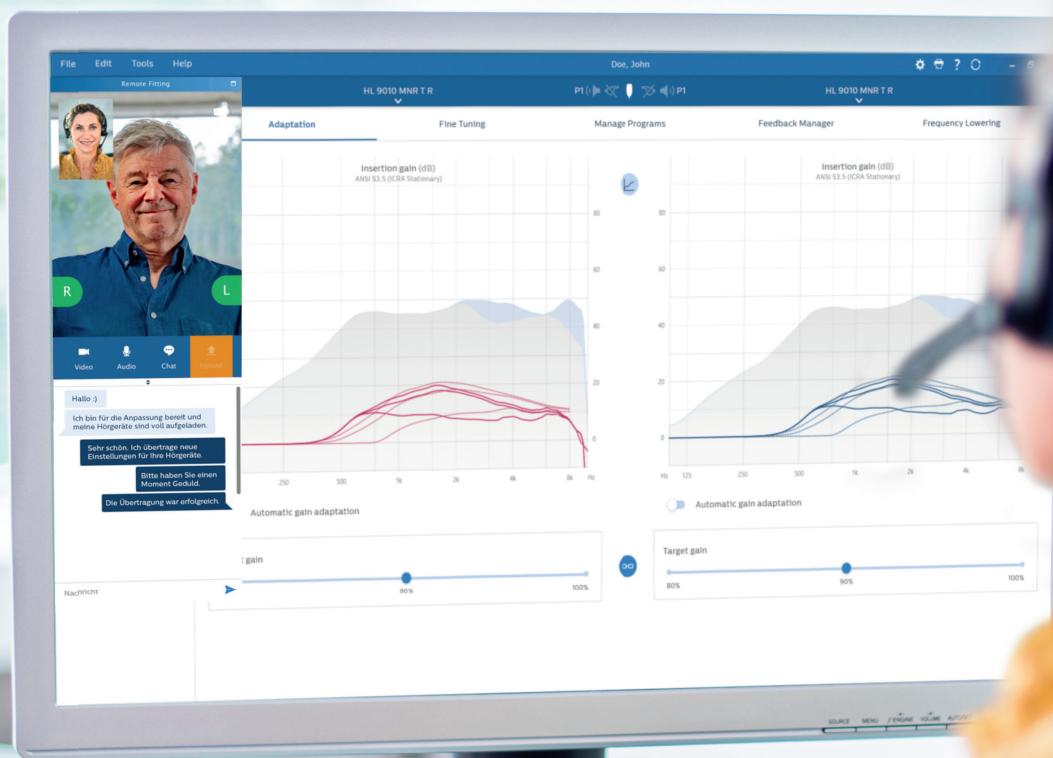 File Edit Tools Help
Doe, John
?
Remote Fitting
HL 9010 MNR T R
P1
P1
HL 9010 MNR T R
Adaptation
Fine Tuning
Manage Programs
Feedback Manager
Frequency Lowering
R
L
Video
Audio
Chat
Upload
Hallo :)
Ich bin für die Anpassung bereit und
meine Hörgeräte sind voll aufgeladen.
Sehr schön. Ich übertrage neue
Einstellungen für Ihre Hörgeräte.
Bitte haben Sie einen
Moment Geduld.
Die Übertragung war erfolgreich.
Nachricht
Insertion gain (dB)
ANSI S3.5 (ICRA Stationary)
80
60
40
20
0
250 500 1k 2k 4k 8k Hz
Automatic gain adaptation
gain
90%
100%
Insertion gain (dB)
ANSI S3.5 (ICRA Stationary)
80
60
40
20
0
Hz 125 250 500 1k 2k 4k 8k
Automatic gain adaptation
Target gain
80%
90%
100%
SOURCE MENU / ENGINE VOLUME